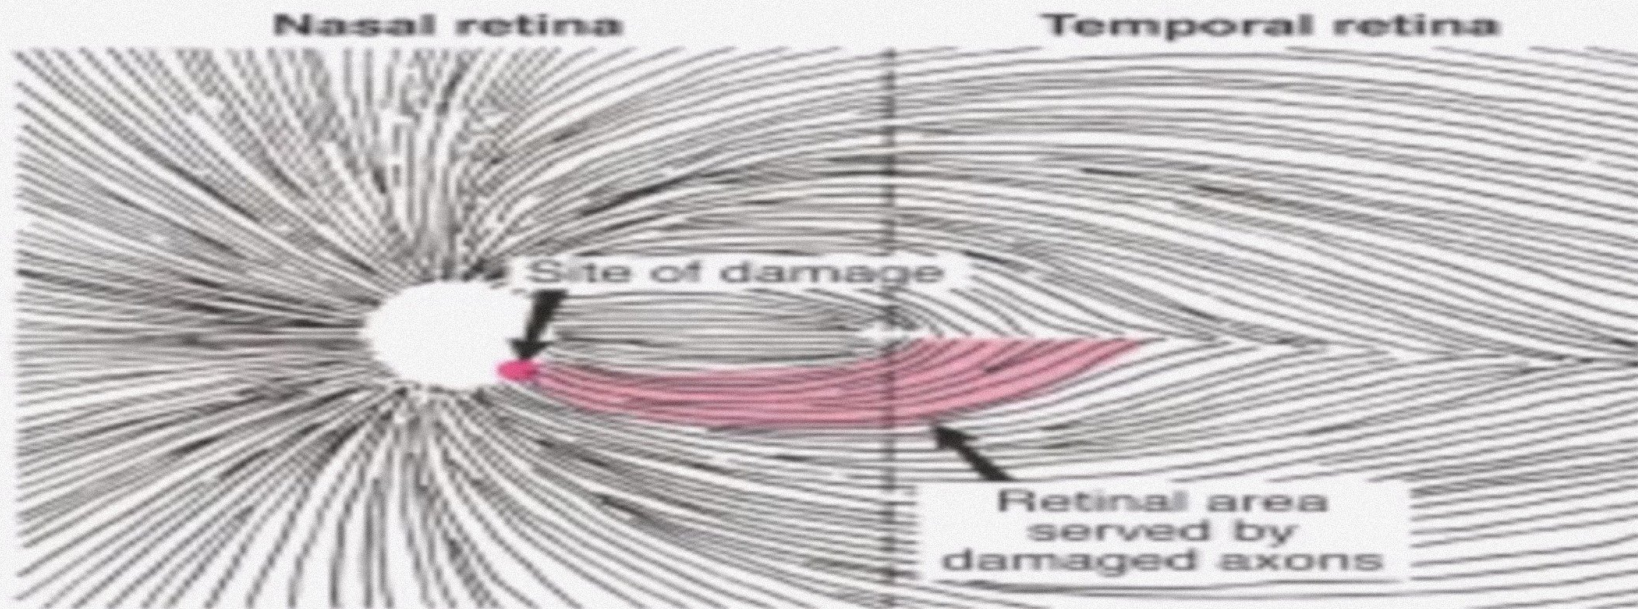 Nasal retina
Temporal retina
Site of damage
Retinal area
served by
damaged axons